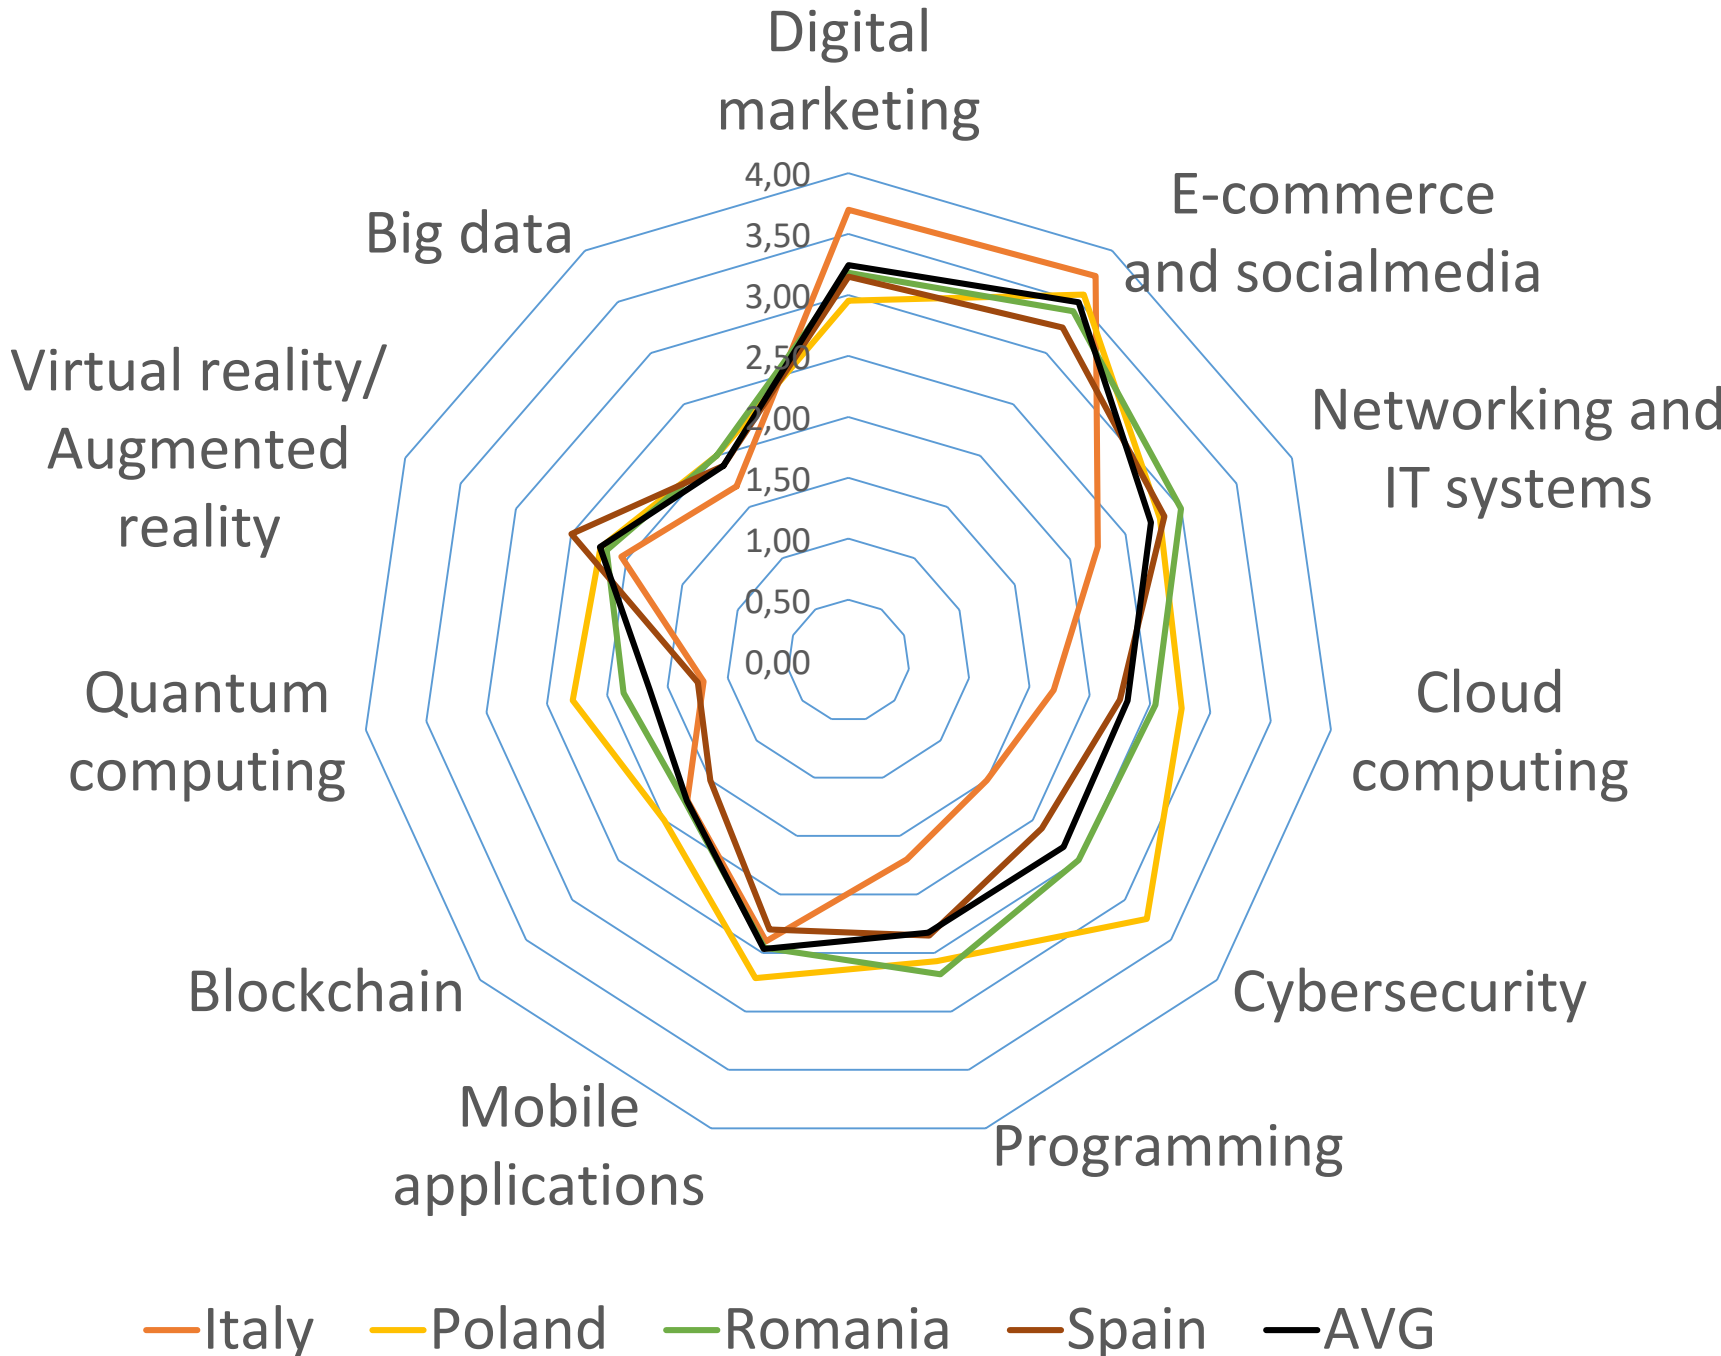 Digital
marketing
E-commerce
and socialmedia
Networking and
IT systems
Cloud
computing
Cybersecurity
Programming
Mobile
applications
Blockchain
Quantum
computing
Virtual reality/
Augmented
reality
Big data
4,00
3,50
3,00
2,50
2,00
1,50
1,00
0,50
0,00
Italy Poland Romania Spain AVG